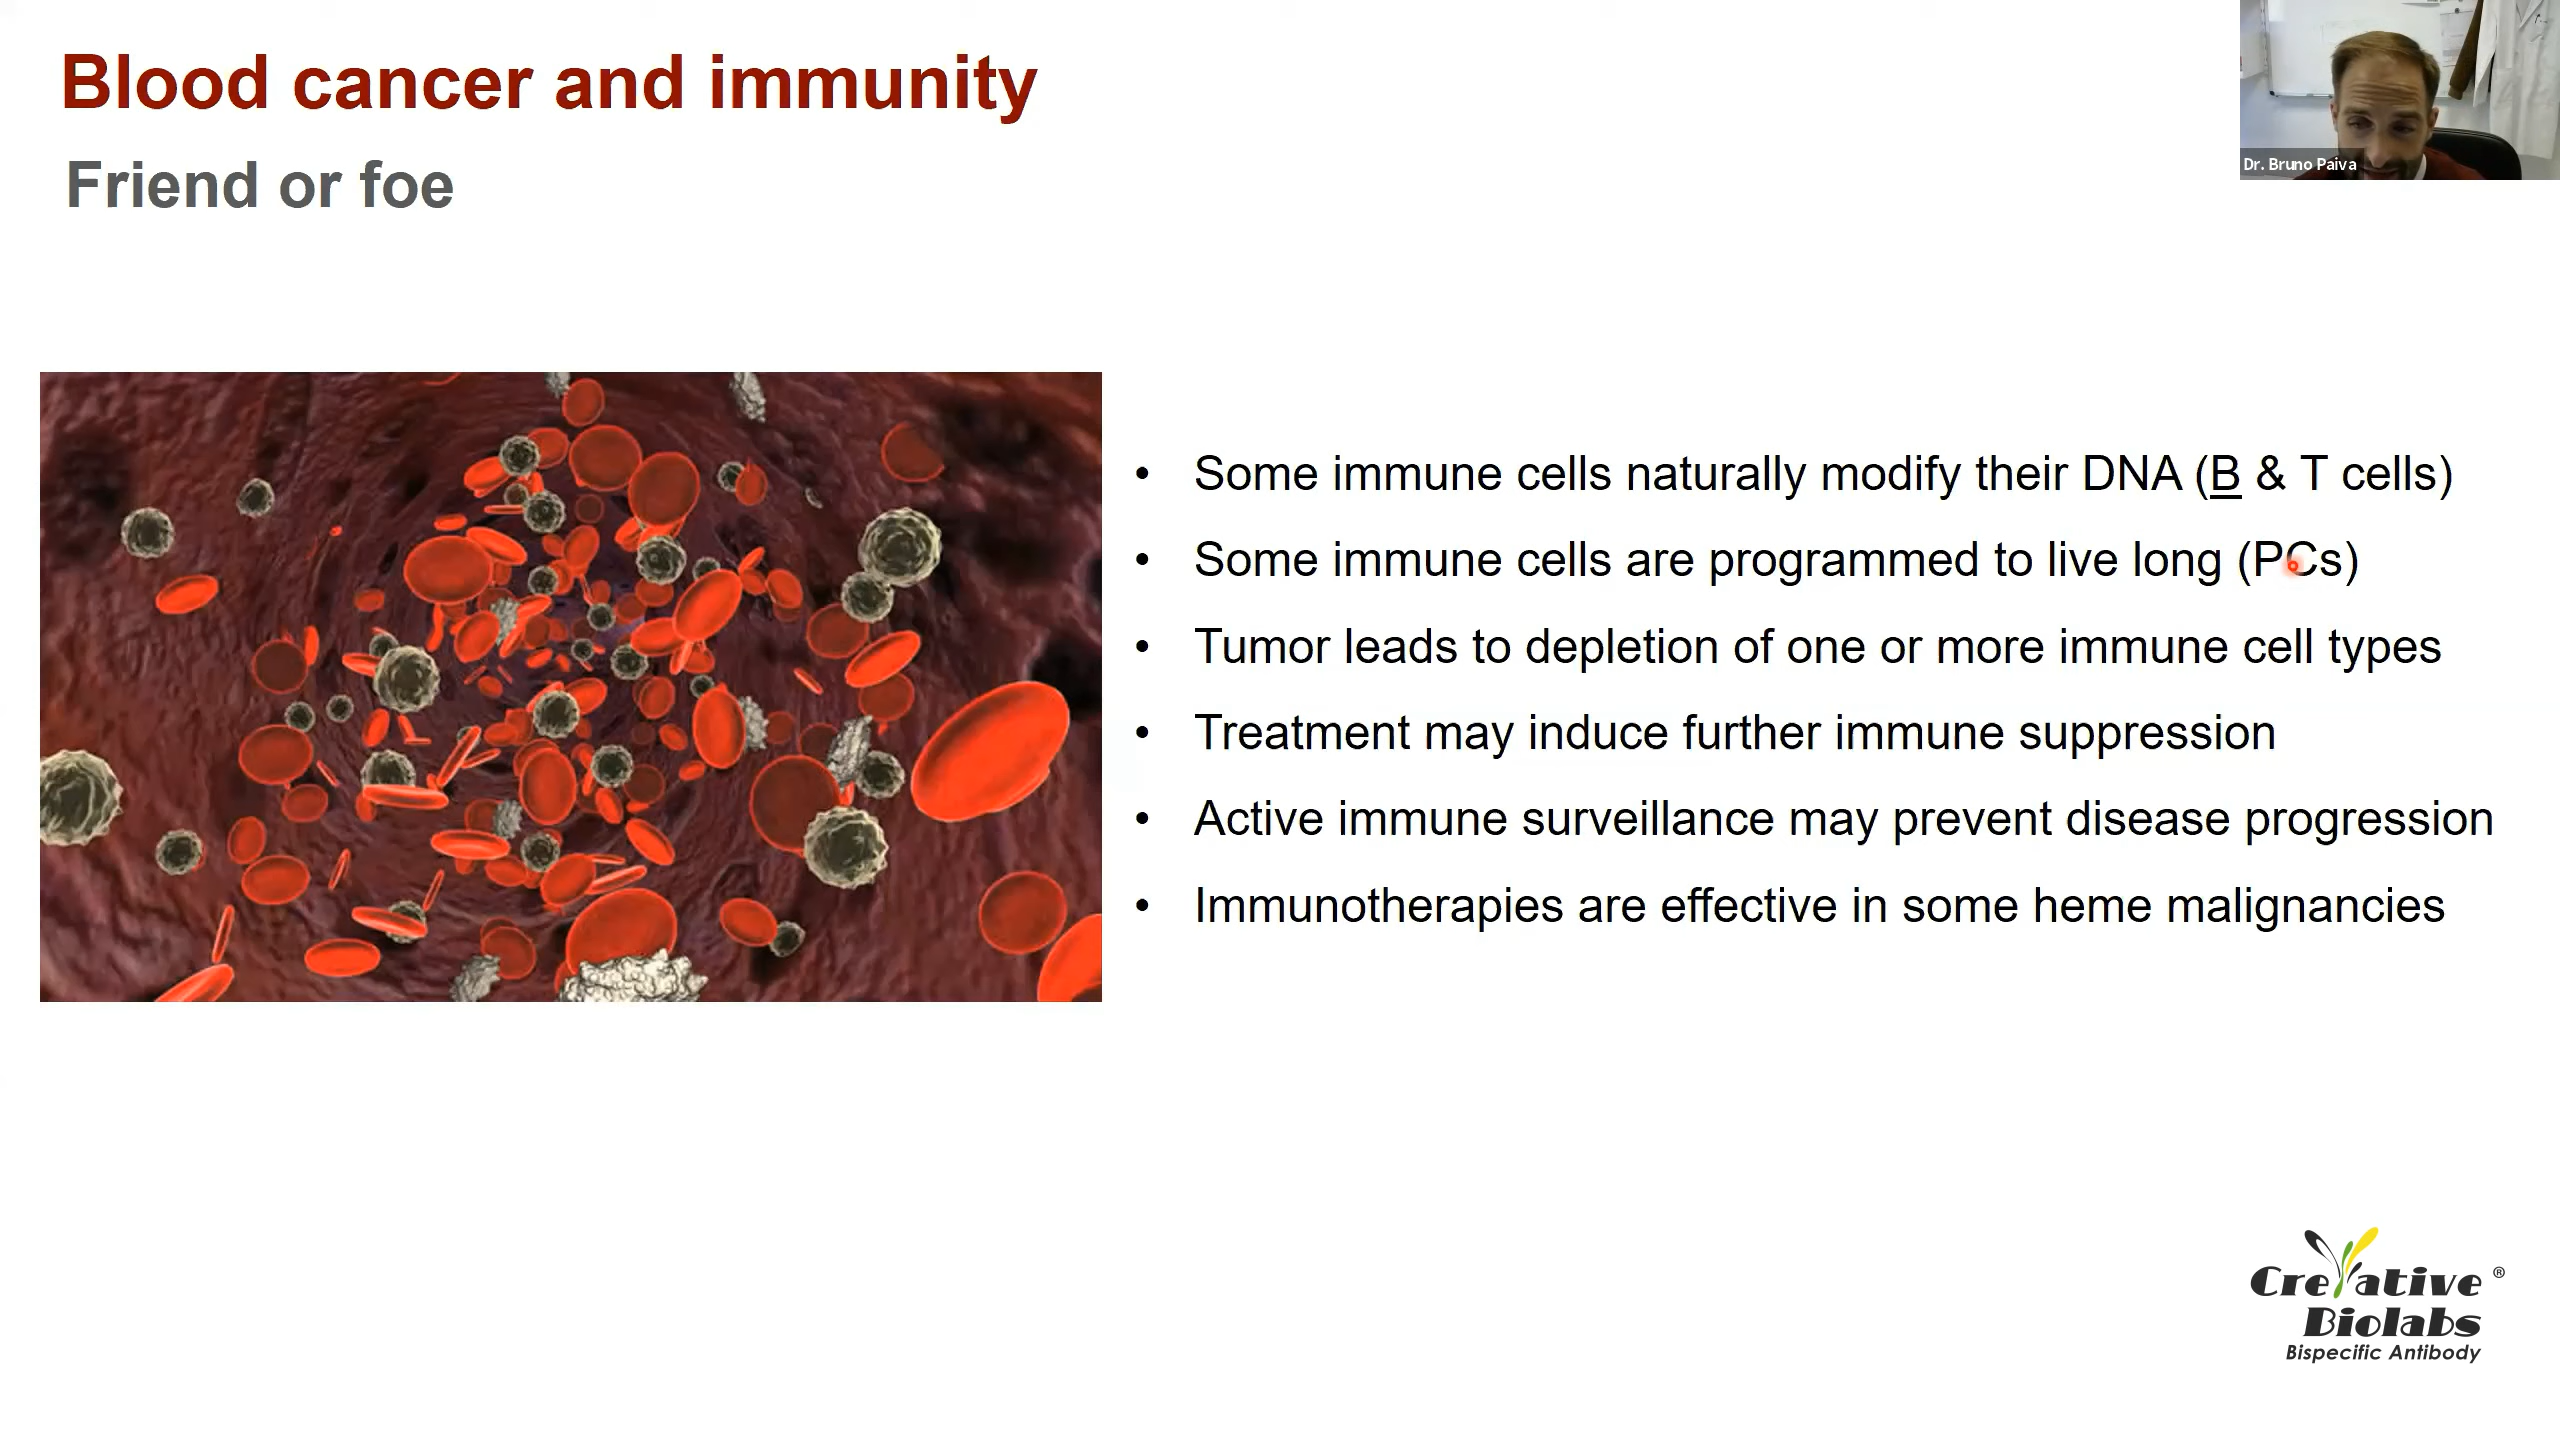 Blood cancer and immunity
Friend or foe
Dr. Bruno Paiva
• Some immune cells naturally modify their DNA (B & T cells)
• Some immune cells are programmed to live long (PCs)
• Tumor leads to depletion of one or more immune cell types
• Treatment may induce further immune suppression
• Active immune surveillance may prevent disease progression
• Immunotherapies are effective in some heme malignancies
Creative ®
Biolabs
Bispecific Antibody